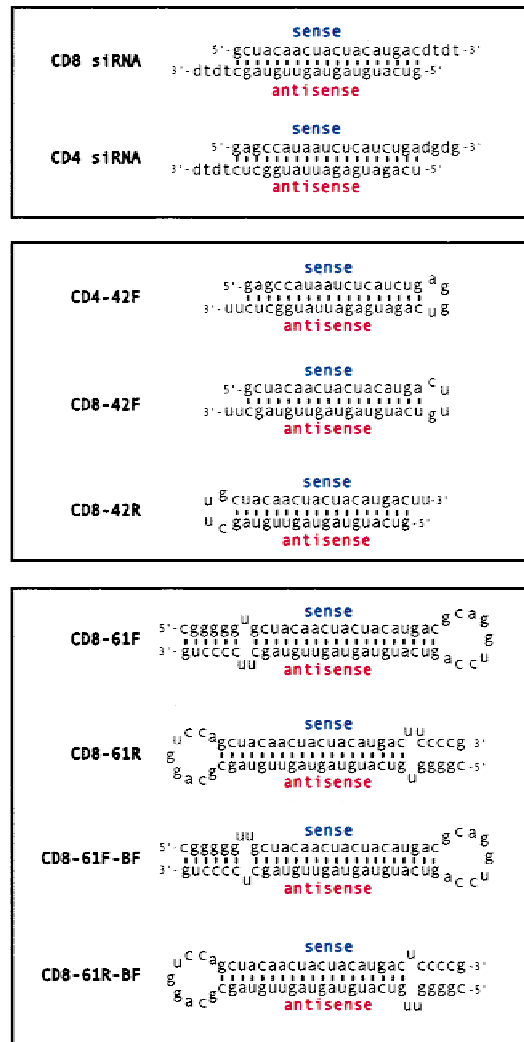 sense
5'-gcuacaacuacuacaugacdtdt-3'
CD8 siRNA
3'-dtdtcgauguugaugauguacug-5'
antisense
sense
5'-gagccauaaucucaucugadgdg-3'
CD4 siRNA
3'-dtdtcucgguauuagaguagacu-5'
antisense
sense
5'-gagccauaaucucaucug a g
CD4-42F
3'-uucucgguauuagaguagac u g
antisense
sense
5'-gcuacaacuacuacauga c u
CD8-42F
3'-uucgauguugaugauguacu g u
antisense
sense
u g cuacaacuacuacaugacuu-3'
CD8-42R
u c gauguugaugauguacug-5'
antisense
sense
5'-cggggg u gcuacaacuacuacaugac g c a g g
CD8-61F
3'-gucccc uu cgauguugaugauguacug a c c u
antisense
sense
u c c a gcuacaacuacuacaugac uu ccccg-3'
CD8-61R
g g a c g cgauguugaugauguacug u ggggc-5'
antisense
sense
5'-cggggg uu gcuacaacuacuacaugac g c a g g
CD8-61F-BF
3'-gucccc u cgauguugaugauguacug a c c u
antisense
sense
u c c a gcuacaacuacuacaugac u ccccg-3'
CD8-61R-BF
g g a c g cgauguugaugauguacug uu ggggc-5'
antisense